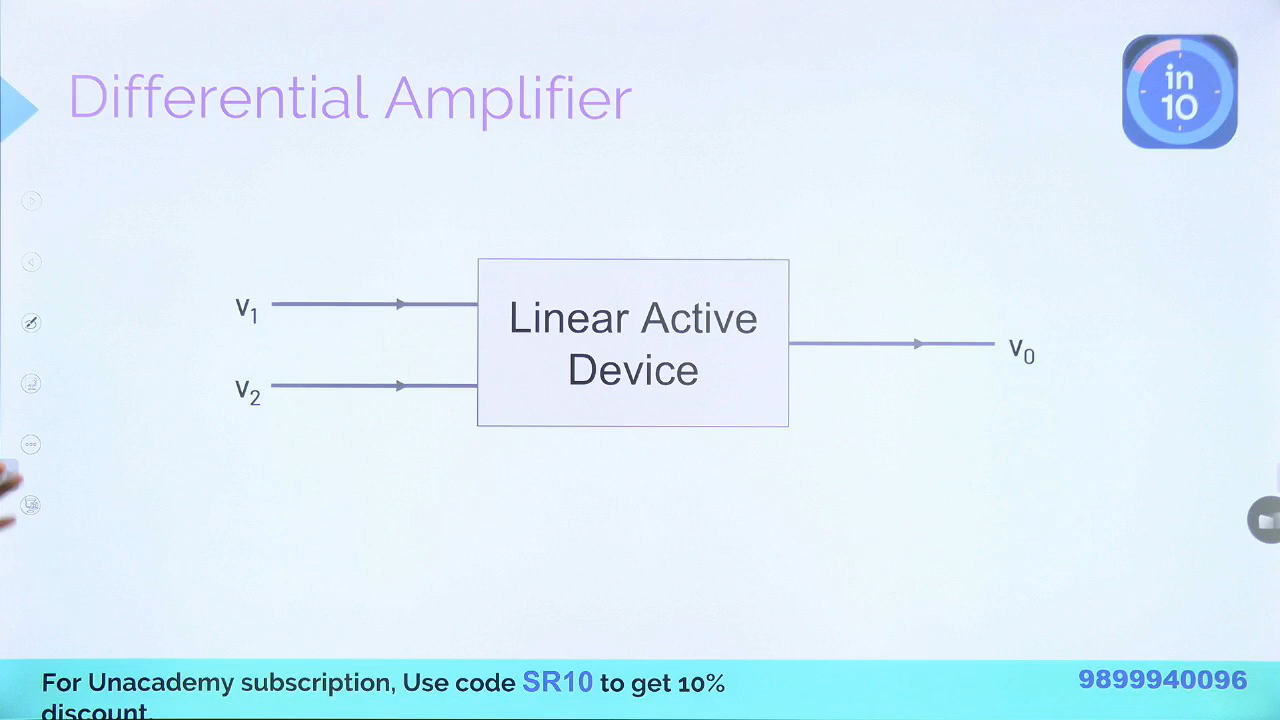 Differential Amplifier
in
10
v1
Linear Active
Device
v0
v2
For Unacademy subscription, Use code SR10 to get 10%
discount.
9899940096